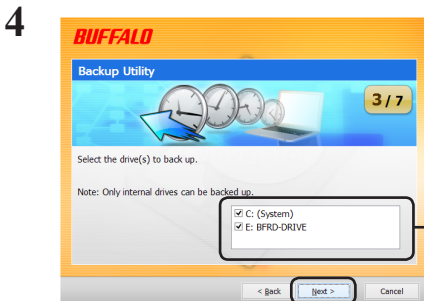 4
BUFFALO
Backup Utility
3 / 7
Select the drive(s) to back up.
Note: Only internal drives can be backed up.
C: (System)
E: BFRD-DRIVE
< Back
Next >
Cancel